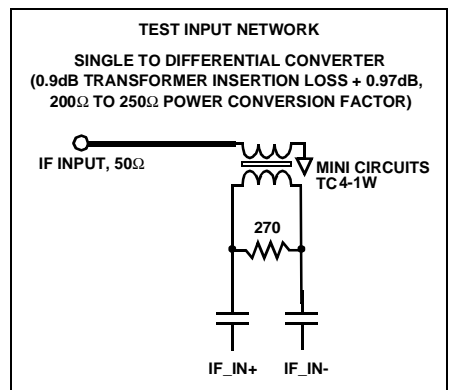 TEST INPUT NETWORK
SINGLE TO DIFFERENTIAL CONVERTER
(0.9dB TRANSFORMER INSERTION LOSS + 0.97dB,
200Ω TO 250Ω POWER CONVERSION FACTOR)
IF INPUT, 50Ω
MINI CIRCUITS
TC4-1W
270
IF_IN+ IF_IN-